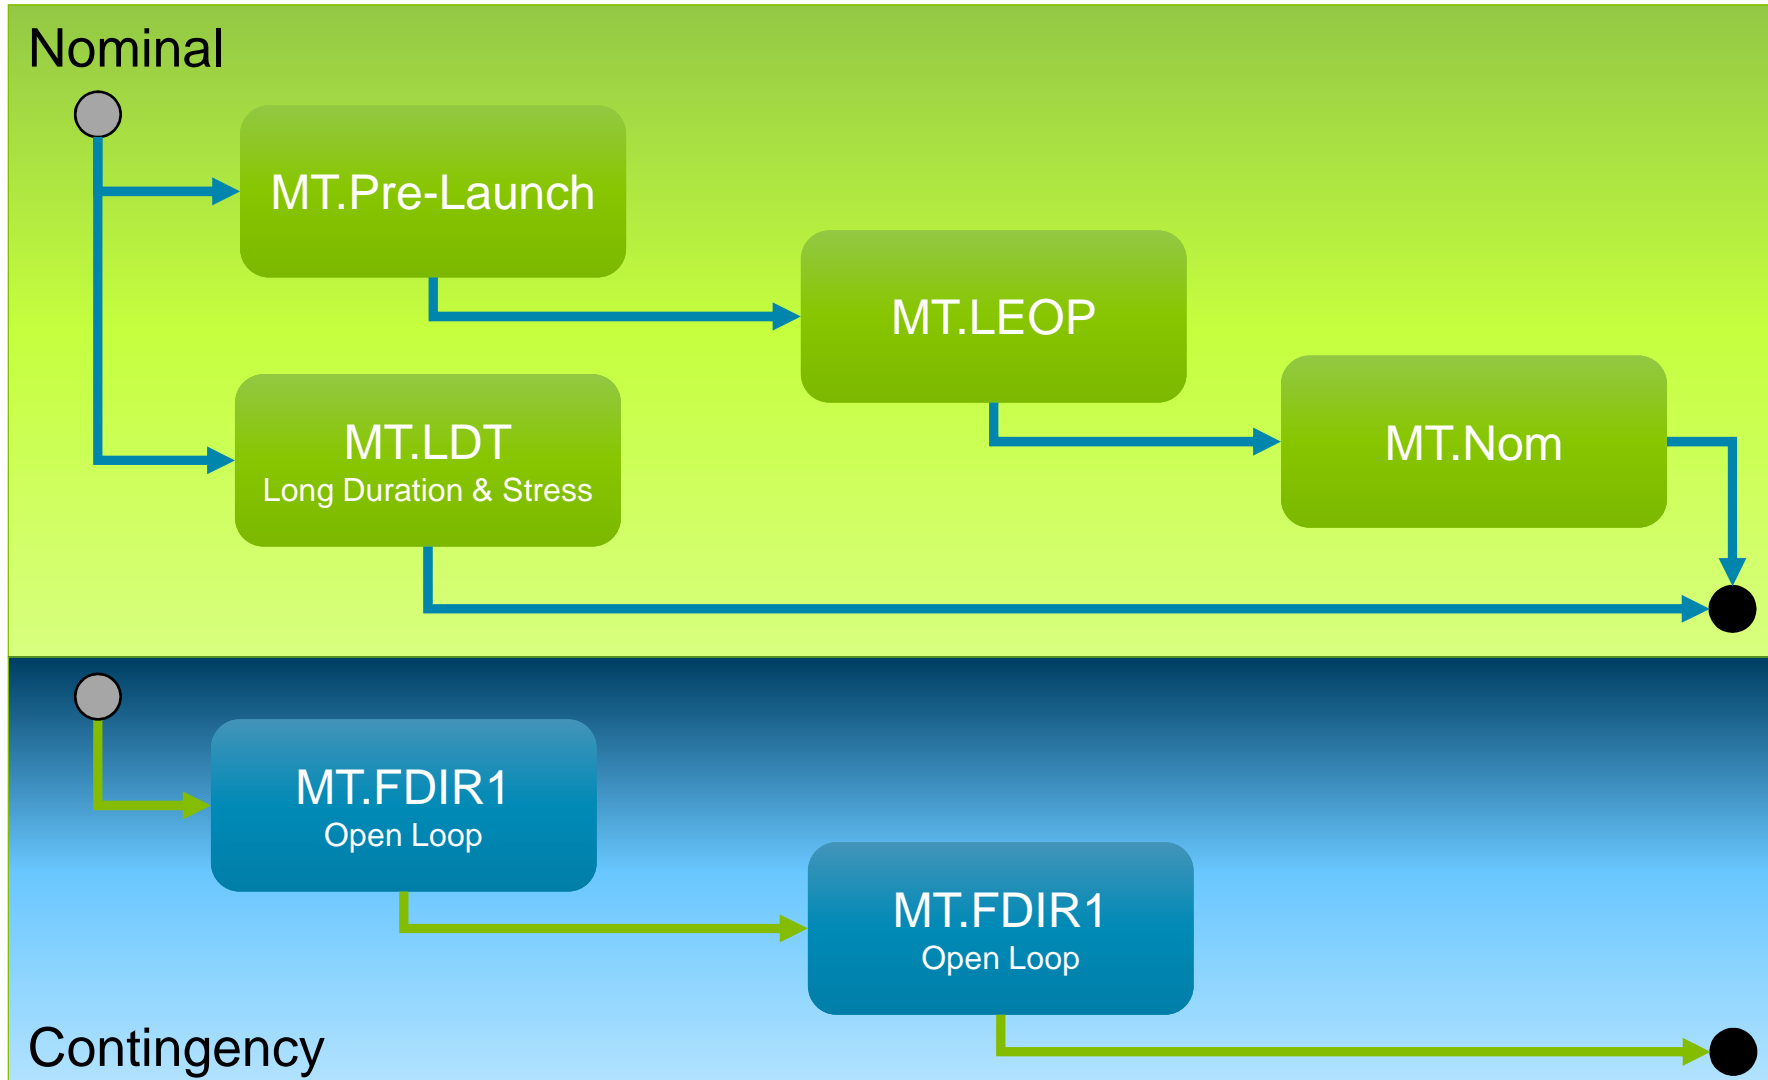 Nominal
MT.Pre-Launch
MT.LEOP
MT.LDT
Long Duration & Stress
MT.Nom
MT.FDIR1
Open Loop
MT.FDIR1
Open Loop
Contingency